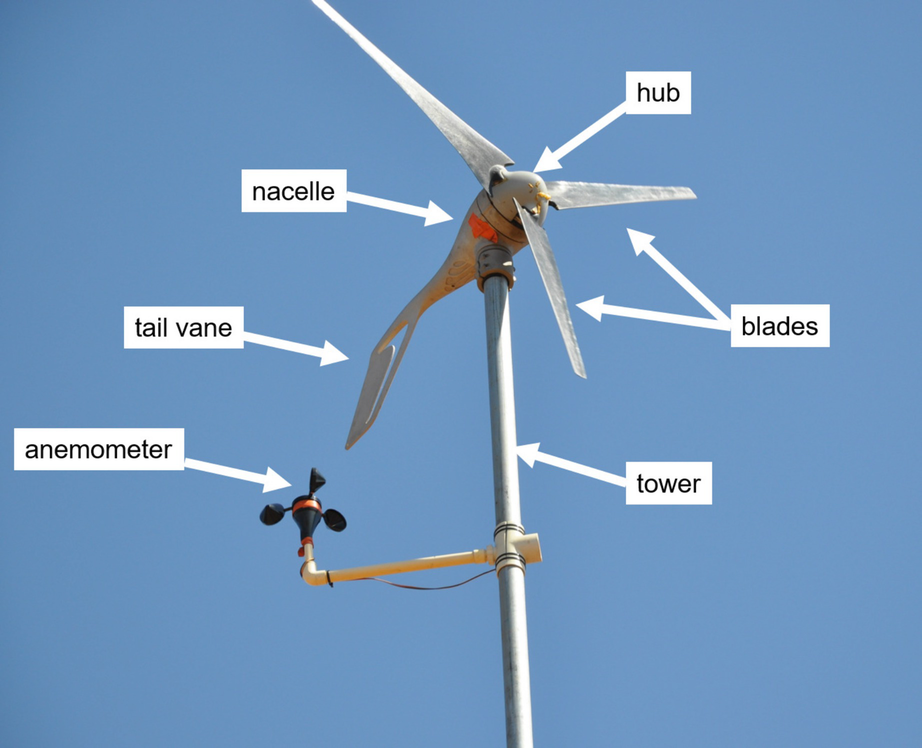 hub
nacelle
tail vane
blades
anemometer
tower